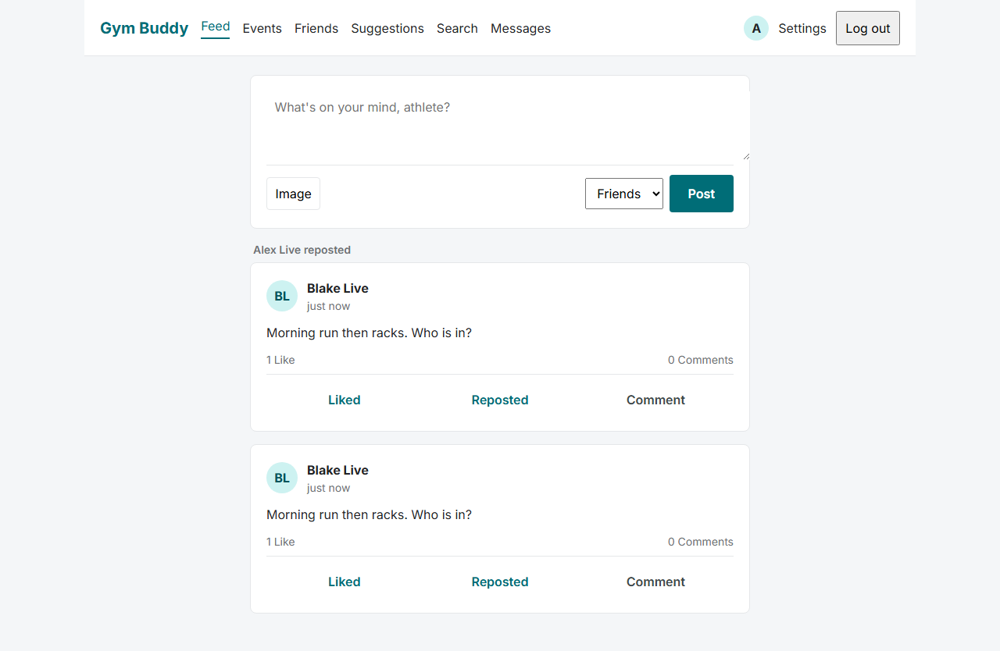 Gym Buddy Feed Events Friends Suggestions Search Messages A Settings Log out
What's on your mind, athlete?
Image Friends Post
Alex Live reposted
BL Blake Live
just now
Morning run then racks. Who is in?
1 Like 0 Comments
Liked Reposted Comment
BL Blake Live
just now
Morning run then racks. Who is in?
1 Like 0 Comments
Liked Reposted Comment